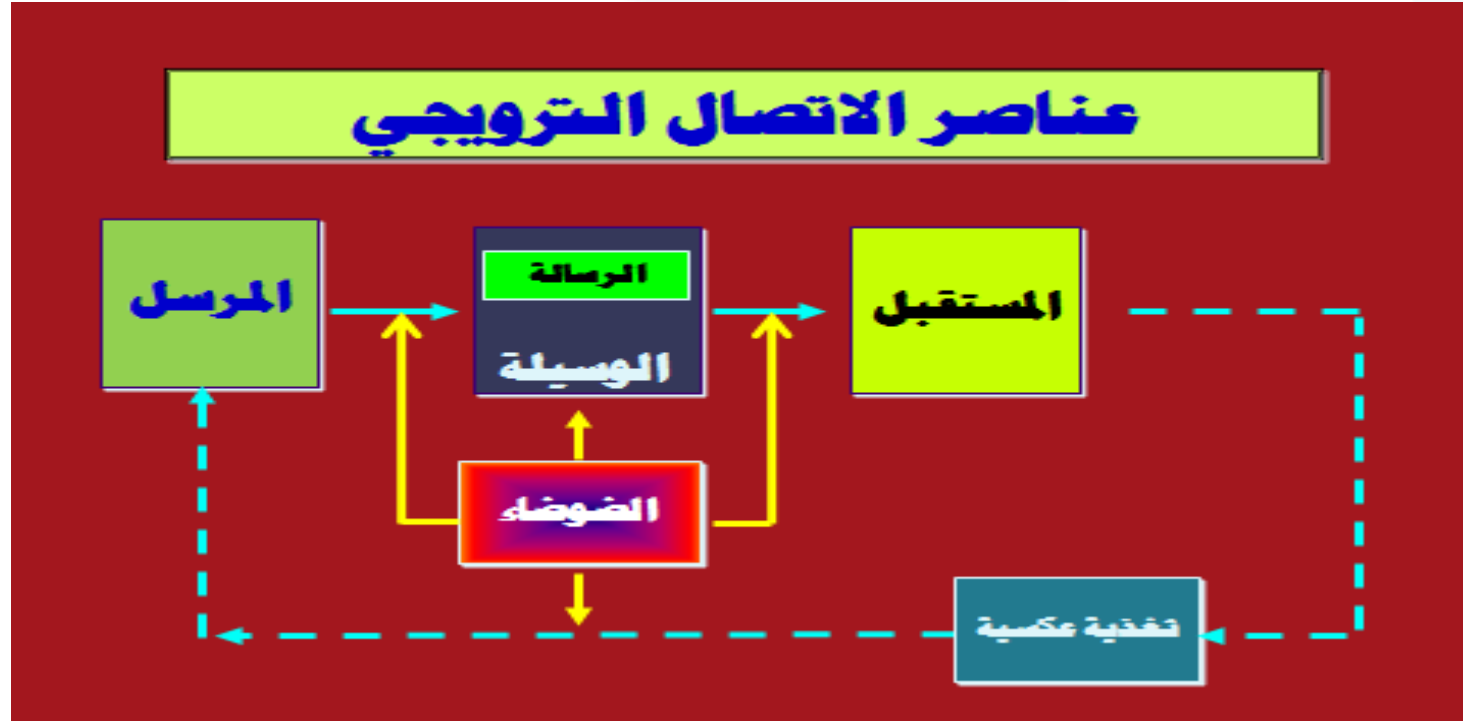 عناصر الاتصال الترويجي
المرسل
الرسالة
الوسيلة
المستقبل
الضوضاء
تغذية عكسية